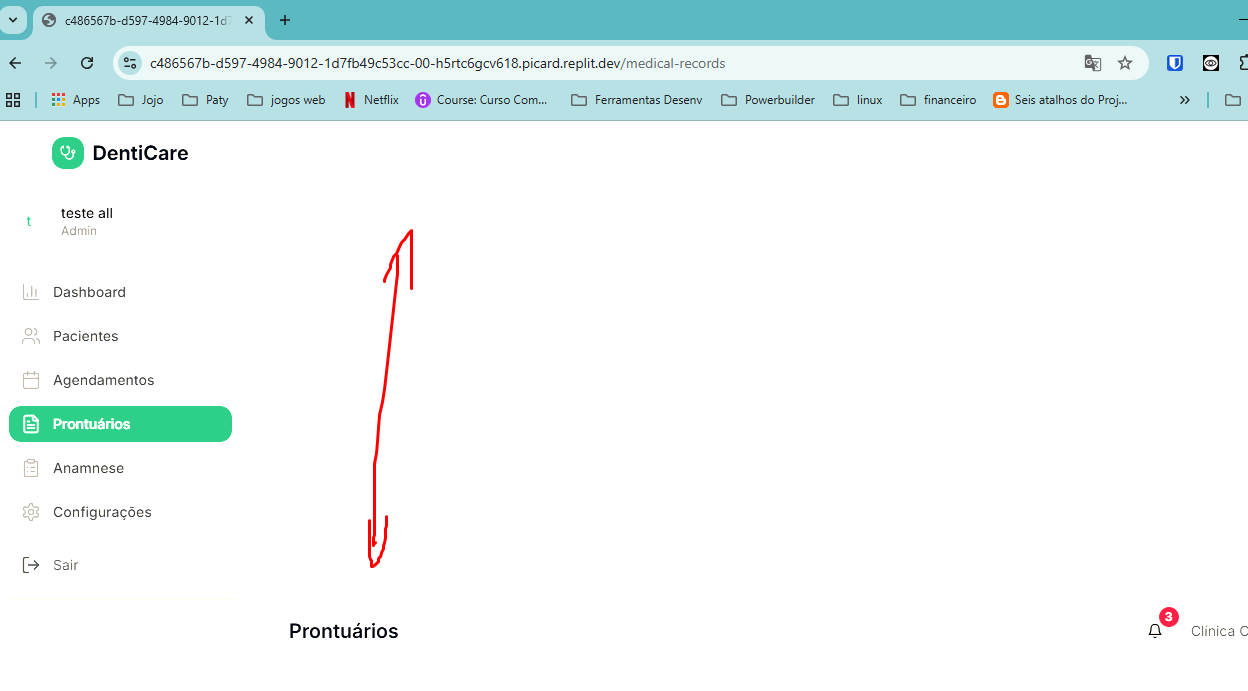 c486567b-d597-4984-9012-1d7
c486567b-d597-4984-9012-1d7fb49c53cc-00-h5rtc6gcv618.picard.replit.dev/medical-records
Apps Jojo Paty jogos web Netflix Course: Curso Com... Ferramentas Desenv Powerbuilder linux financeiro Seis atalhos do Proj...
DentiCare
t teste all
Admin
Dashboard
Pacientes
Agendamentos
Prontuários
Anamnese
Configurações
Sair
Prontuários 3 Clínica